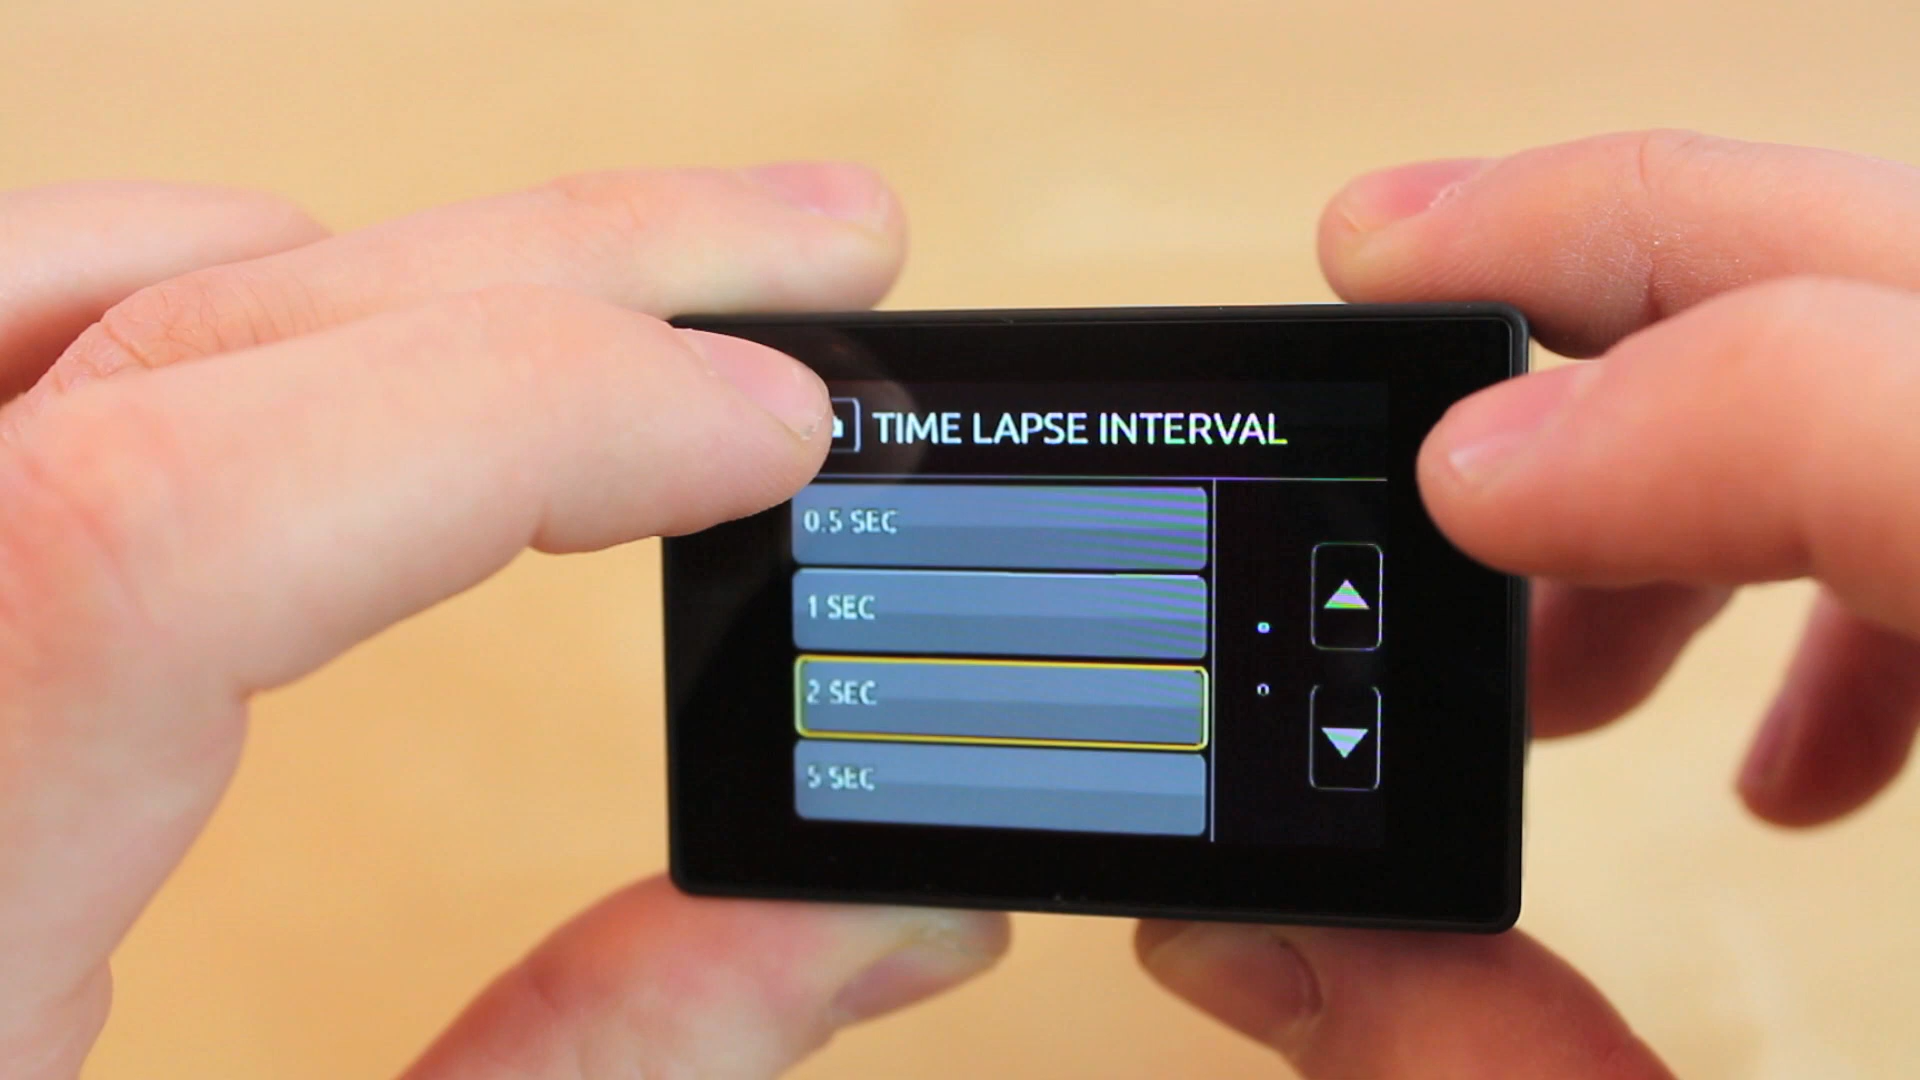 TIME LAPSE INTERVAL
0.5 SEC
1 SEC
2 SEC
5 SEC